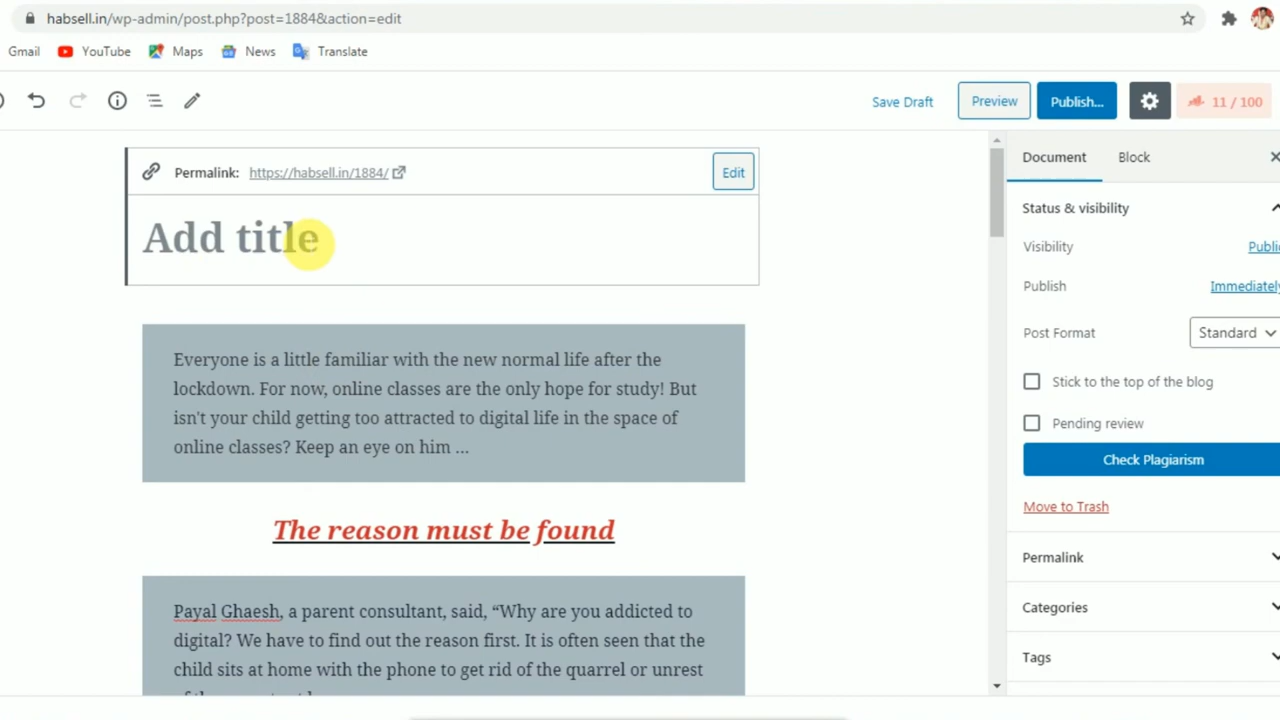 habsell.in/wp-admin/post.php?post=1884&action=edit
Gmail YouTube Maps News Translate
Save Draft Preview Publish... 11 / 100
Permalink: https://habsell.in/1884/ Edit
Add title
Everyone is a little familiar with the new normal life after the
lockdown. For now, online classes are the only hope for study! But
isn't your child getting too attracted to digital life in the space of
online classes? Keep an eye on him ...
The reason must be found
Payal Ghaesh, a parent consultant, said, “Why are you addicted to
digital? We have to find out the reason first. It is often seen that the
child sits at home with the phone to get rid of the quarrel or unrest
Document Block
Status & visibility
Visibility Public
Publish Immediately
Post Format Standard
Stick to the top of the blog
Pending review
Check Plagiarism
Move to Trash
Permalink
Categories
Tags